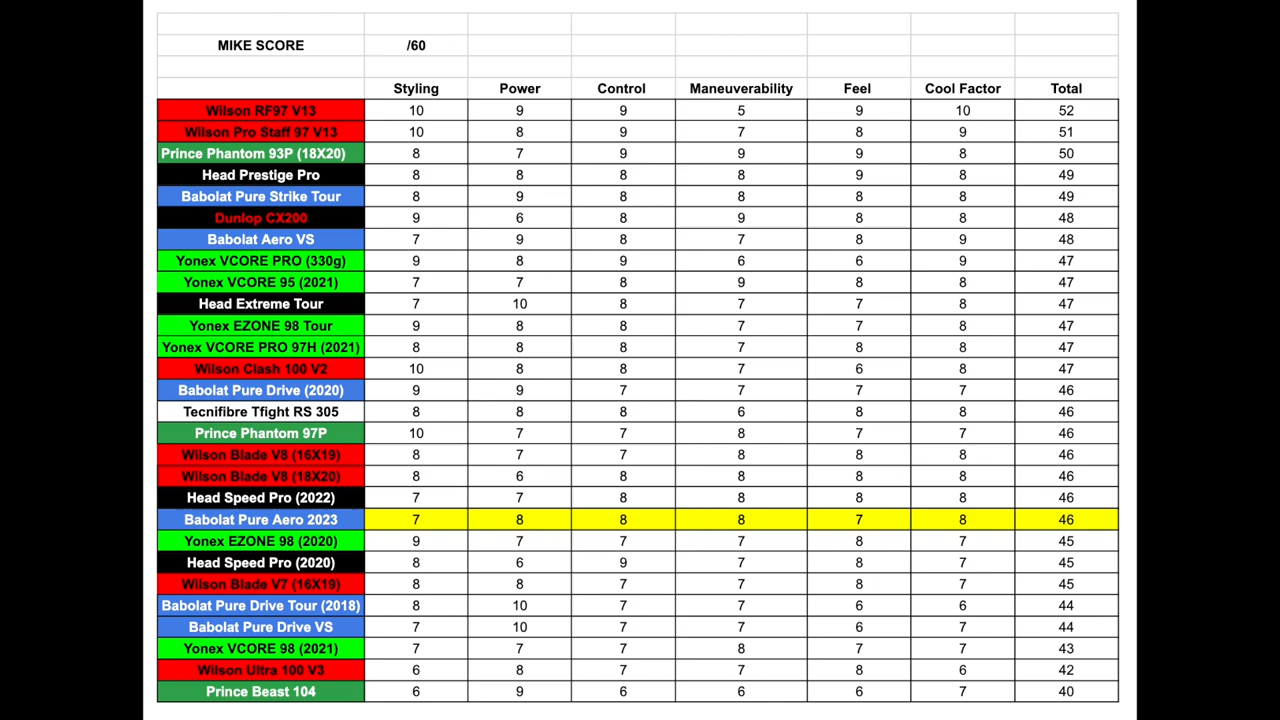 MIKE SCORE /60
Styling Power Control Maneuverability Feel Cool Factor Total
Wilson RF97 V13 10 9 9 5 9 10 52
Wilson Pro Staff 97 V13 10 8 9 7 8 9 51
Prince Phantom 93P (18X20) 8 7 9 9 9 8 50
Head Prestige Pro 8 8 8 8 9 8 49
Babolat Pure Strike Tour 8 9 8 8 8 8 49
Dunlop CX200 9 6 8 9 8 8 48
Babolat Aero VS 7 9 8 7 8 9 48
Yonex VCORE PRO (330g) 9 8 9 6 6 9 47
Yonex VCORE 95 (2021) 7 7 8 9 8 8 47
Head Extreme Tour 7 10 8 7 7 8 47
Yonex EZONE 98 Tour 9 8 8 7 7 8 47
Yonex VCORE PRO 97H (2021) 8 8 8 7 8 8 47
Wilson Clash 100 V2 10 8 8 7 6 8 47
Babolat Pure Drive (2020) 9 9 7 7 7 7 46
Tecnifibre Tfight RS 305 8 8 8 6 8 8 46
Prince Phantom 97P 10 7 7 8 7 7 46
Wilson Blade V8 (16X19) 8 7 7 8 8 8 46
Wilson Blade V8 (18X20) 8 6 8 8 8 8 46
Head Speed Pro (2022) 7 7 8 8 8 8 46
Babolat Pure Aero 2023 7 8 8 8 7 8 46
Yonex EZONE 98 (2020) 9 7 7 7 8 7 45
Head Speed Pro (2020) 8 6 9 7 8 7 45
Wilson Blade V7 (16X19) 8 8 7 7 8 7 45
Babolat Pure Drive Tour (2018) 8 10 7 7 6 6 44
Babolat Pure Drive VS 7 10 7 7 6 7 44
Yonex VCORE 98 (2021) 7 7 7 8 7 7 43
Wilson Ultra 100 V3 6 8 7 7 8 6 42
Prince Beast 104 6 9 6 6 6 7 40